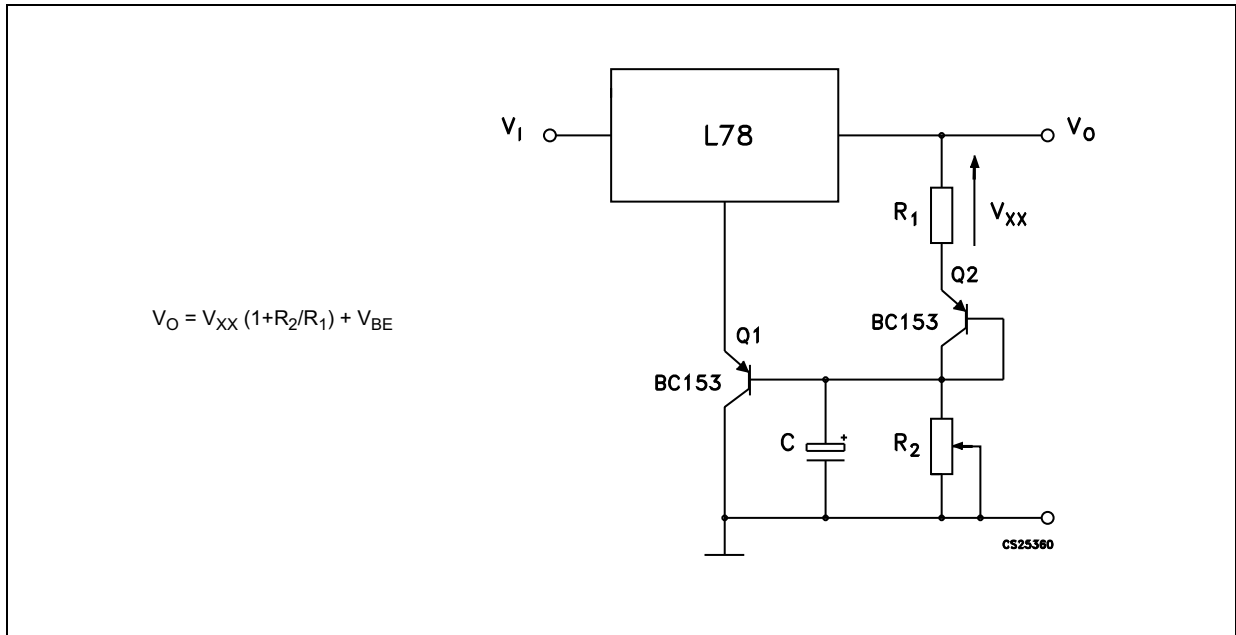 L78
V_I
V_O
R_1
V_XX
Q2
BC153
V_O = V_XX (1+R_2/R_1) + V_BE
Q1
BC153
C
+
R_2
CS25360